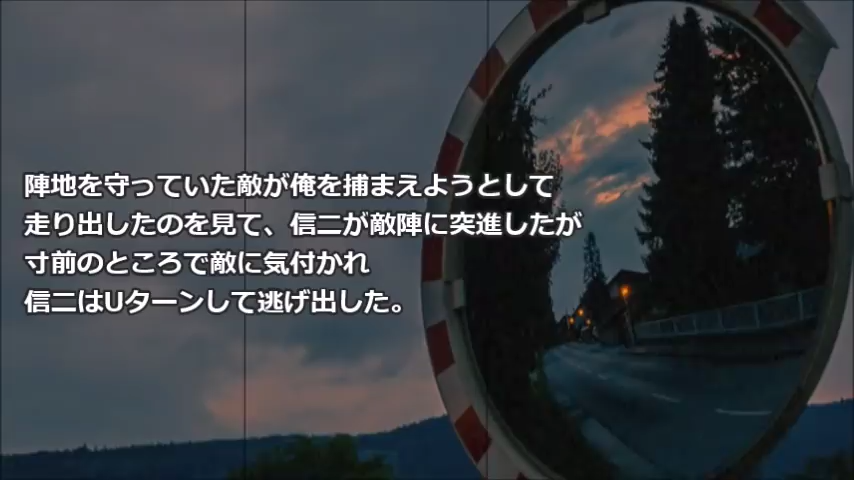 陣地を守っていた敵が俺を捕まえようとして
走り出したのを見て、信二が敵陣に突進したが
寸前のところで敵に気付かれ
信二はUターンして逃げ出した。